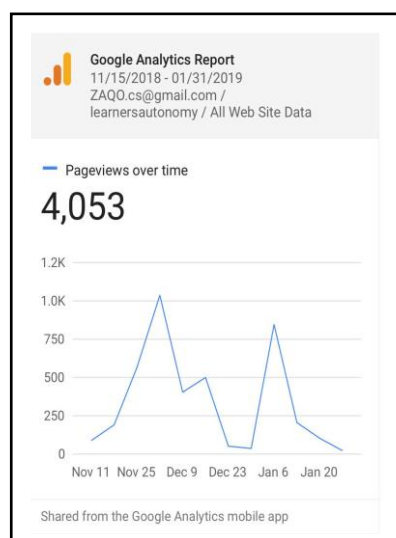 Google Analytics Report
11/15/2018 - 01/31/2019
ZAQO.cs@gmail.com /
learnersautonomy / All Web Site Data
Pageviews over time
4,053
1.2K
1.0K
750
500
250
0
Nov 11 Nov 25 Dec 9 Dec 23 Jan 6 Jan 20
Shared from the Google Analytics mobile app